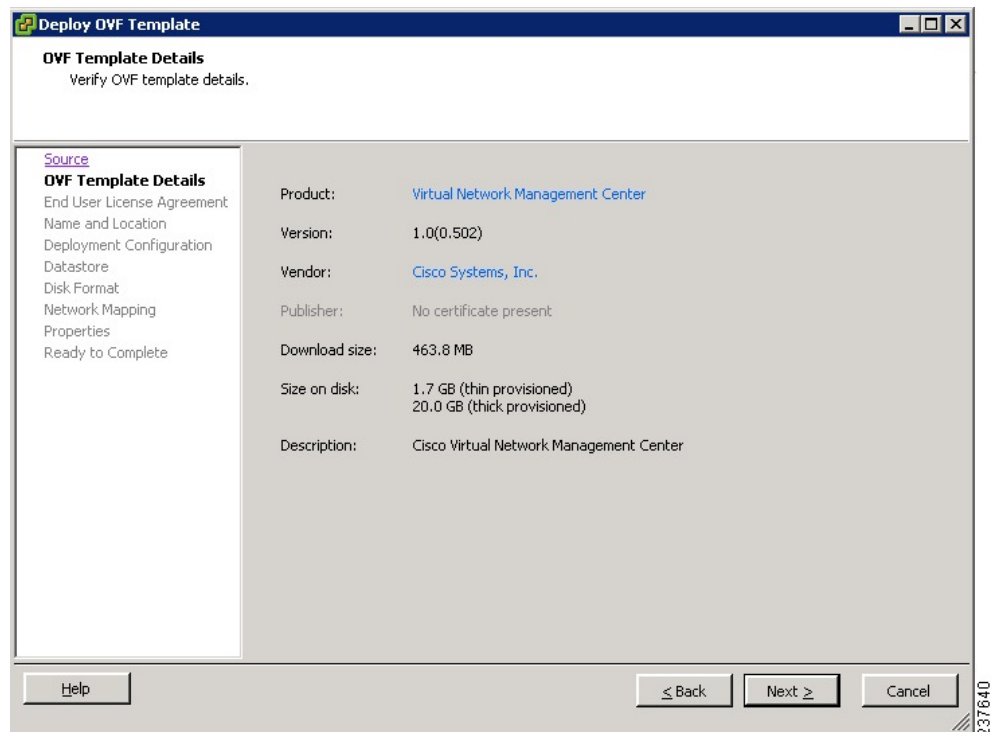 Deploy OVF Template
OVF Template Details
Verify OVF template details.
Source
OVF Template Details
End User License Agreement
Name and Location
Deployment Configuration
Datastore
Disk Format
Network Mapping
Properties
Ready to Complete
Product: Virtual Network Management Center
Version: 1.0(0.502)
Vendor: Cisco Systems, Inc.
Publisher: No certificate present
Download size: 463.8 MB
Size on disk: 1.7 GB (thin provisioned)
20.0 GB (thick provisioned)
Description: Cisco Virtual Network Management Center
Help
< Back
Next >
Cancel
237640